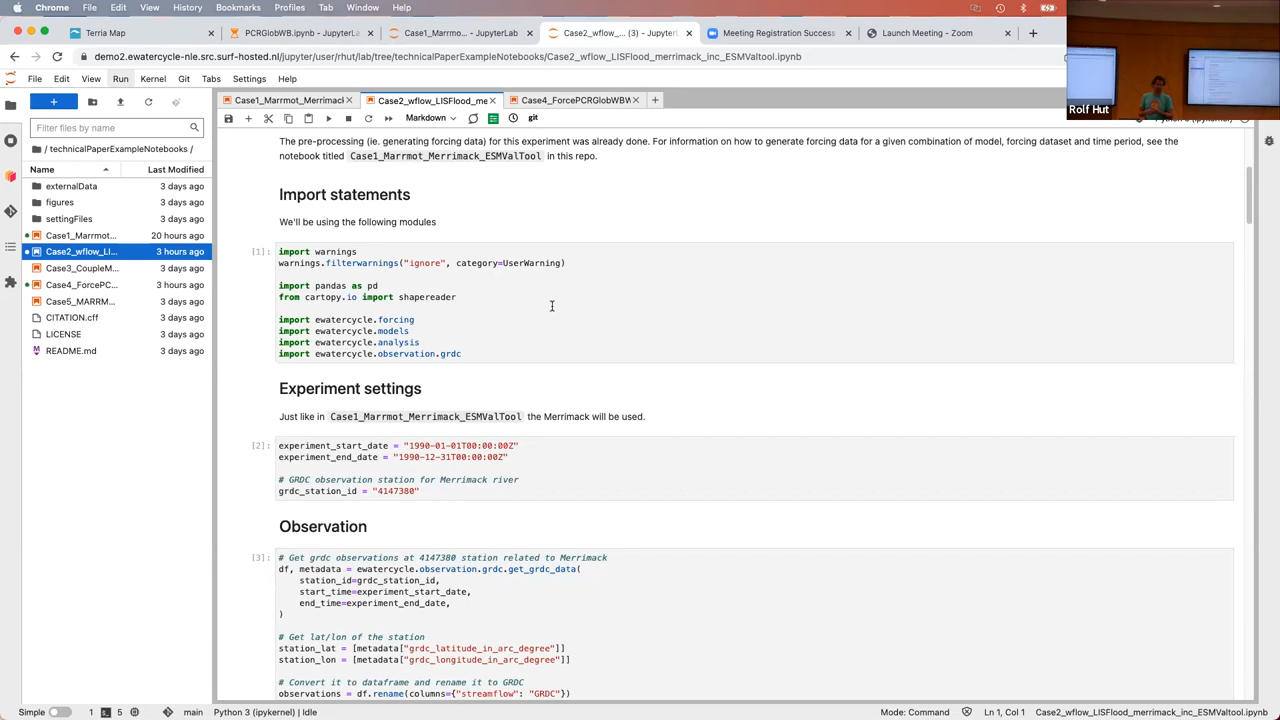 Chrome File Edit View History Bookmarks Profiles Tab Window Help
Terria Map
PCRGlobWB.ipynb - JupyterLa
Case1_Marrmo... - JupyterLab
Case2_wflow_... (3) - Jupyter
Meeting Registration Success
Launch Meeting - Zoom
demo2.ewatercycle-nle.src.surf-hosted.nl/jupyter/user/rhut/lab/tree/technicalPaperExampleNotebooks/Case2_wflow_LISFlood_merrimack_inc_ESMValtool.ipynb
Rolf Hut
File Edit View Run Kernel Git Tabs Settings Help
Case1_Marrmot_Merrimacl
Case2_wflow_LISFlood_me
Case4_ForcePCRGlobWBW
Markdown
git
Filter files by name
/ technicalPaperExampleNotebooks /
Name Last Modified
externalData 3 days ago
figures 3 days ago
settingFiles 3 days ago
Case1_Marrmot... 20 hours ago
Case2_wflow_LI... 3 hours ago
Case3_CoupleM... 3 days ago
Case4_ForcePC... 3 hours ago
Case5_MARRM... 3 days ago
CITATION.cff 3 days ago
LICENSE 3 days ago
README.md 3 days ago
The pre-processing (ie. generating forcing data) for this experiment was already done. For information on how to generate forcing data for a given combination of model, forcing dataset and time period, see the
notebook titled Case1_Marrmot_Merrimack_ESMValTool in this repo.
Import statements
We'll be using the following modules
[1]: import warnings
warnings.filterwarnings("ignore", category=UserWarning)
import pandas as pd
from cartopy.io import shapereader
import ewatercycle.forcing
import ewatercycle.models
import ewatercycle.analysis
import ewatercycle.observation.grdc
Experiment settings
Just like in Case1_Marrmot_Merrimack_ESMValTool the Merrimack will be used.
[2]: experiment_start_date = "1990-01-01T00:00:00Z"
experiment_end_date = "1990-12-31T00:00:00Z"
# GRDC observation station for Merrimack river
grdc_station_id = "4147380"
Observation
[3]: # Get grdc observations at 4147380 station related to Merrimack
df, metadata = ewatercycle.observation.grdc.get_grdc_data(
station_id=grdc_station_id,
start_time=experiment_start_date,
end_time=experiment_end_date,
)
# Get lat/lon of the station
station_lat = [metadata["grdc_latitude_in_arc_degree"]]
station_lon = [metadata["grdc_longitude_in_arc_degree"]]
# Convert it to dataframe and rename it to GRDC
observations = df.rename(columns={"streamflow": "GRDC"})
Simple 1 5 main Python 3 (ipykernel) | Idle Mode: Command Ln 1, Col 1 Case2_wflow_LISFlood_merrimack_inc_ESMValtool.ipynb